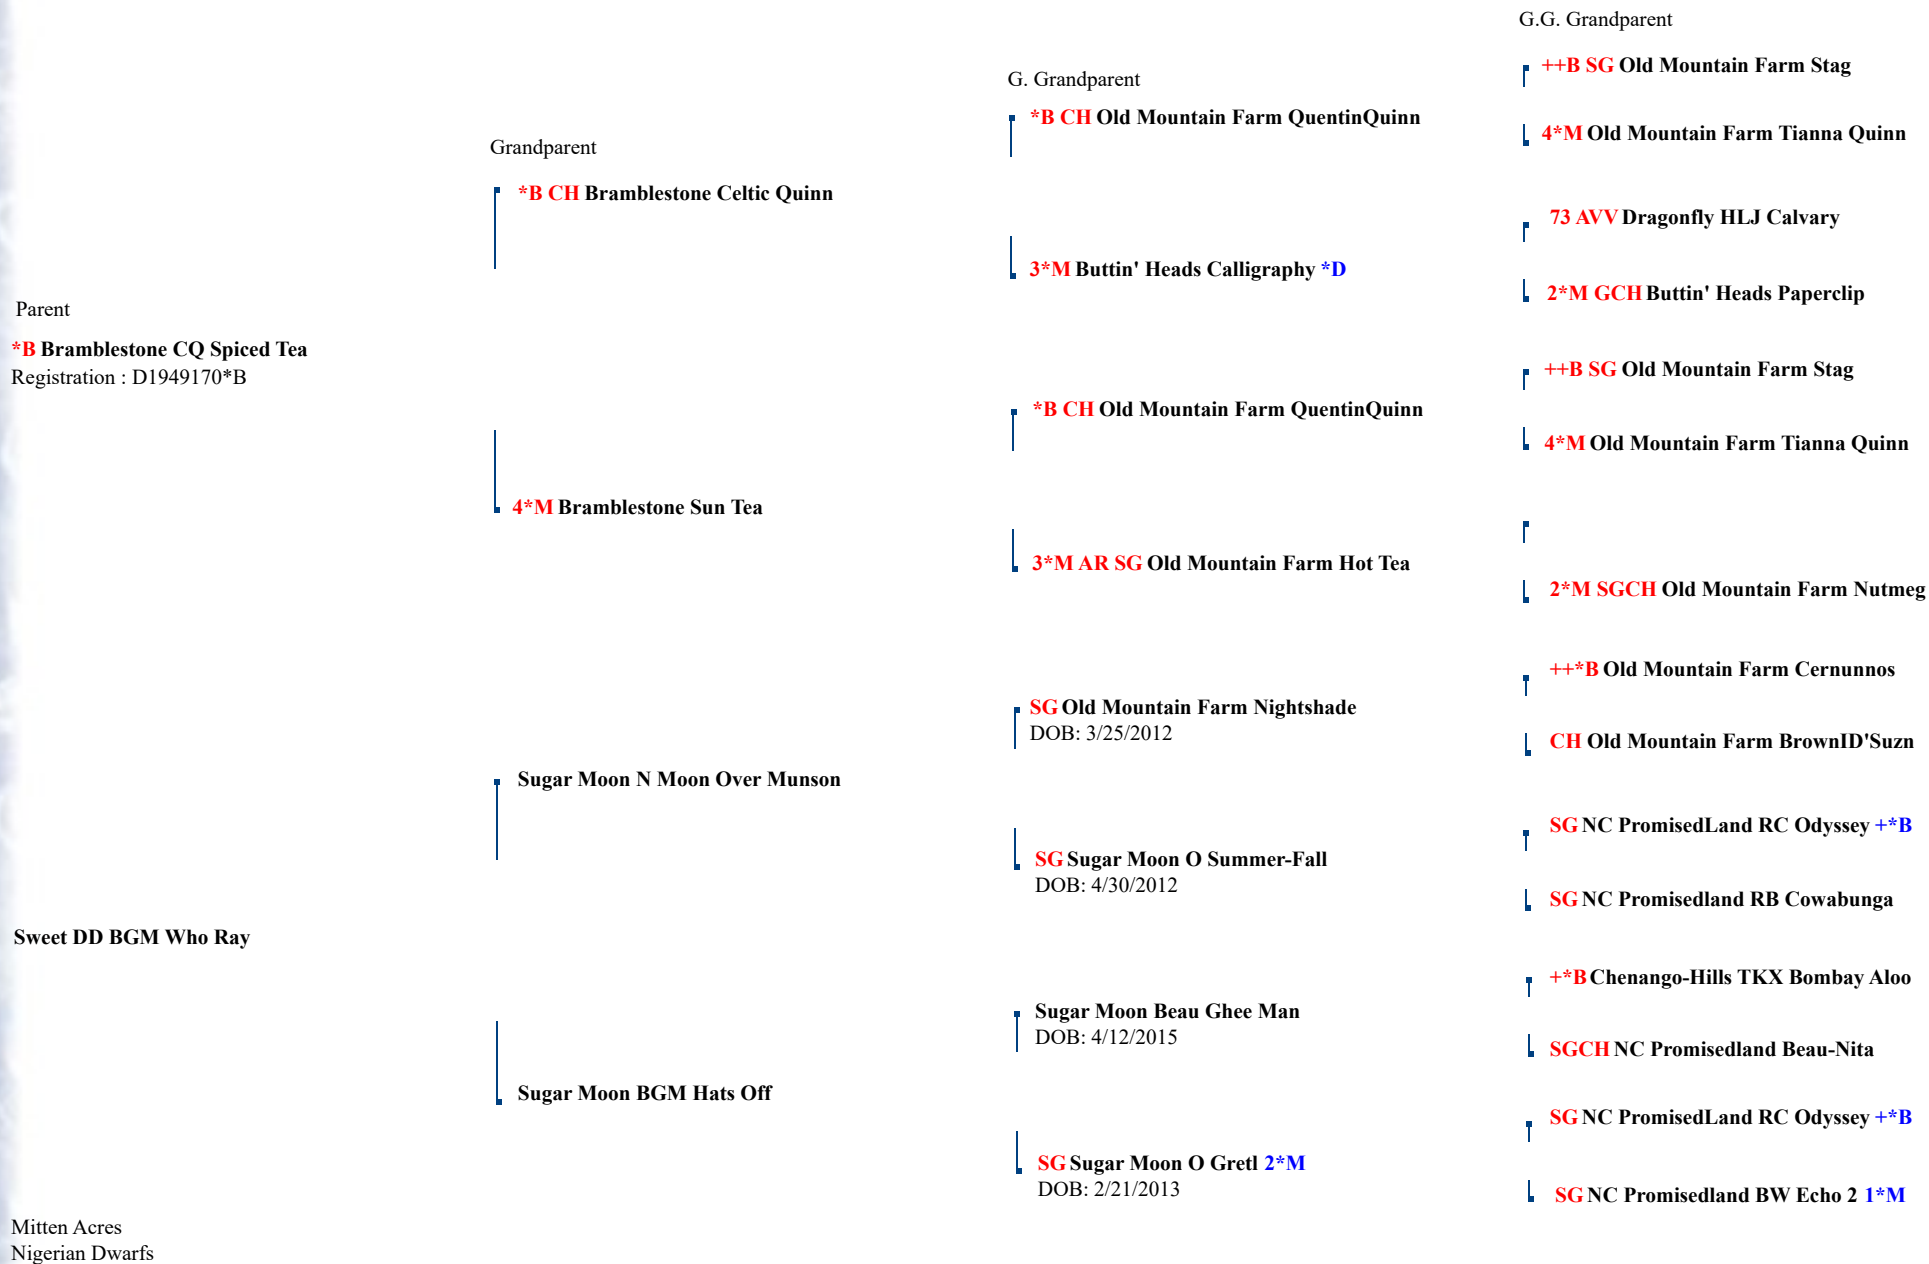 Parent
*B Bramblestone CQ Spiced Tea
Registration : D1949170*B
Sweet DD BGM Who Ray
Mitten Acres
Nigerian Dwarfs
Grandparent
*B CH Bramblestone Celtic Quinn
4*M Bramblestone Sun Tea
Sugar Moon N Moon Over Munson
Sugar Moon BGM Hats Off
G. Grandparent
*B CH Old Mountain Farm QuentinQuinn
3*M Buttin' Heads Calligraphy *D
*B CH Old Mountain Farm QuentinQuinn
3*M AR SG Old Mountain Farm Hot Tea
SG Old Mountain Farm Nightshade
DOB: 3/25/2012
SG Sugar Moon O Summer-Fall
DOB: 4/30/2012
Sugar Moon Beau Ghee Man
DOB: 4/12/2015
SG Sugar Moon O Gretl 2*M
DOB: 2/21/2013
G.G. Grandparent
++B SG Old Mountain Farm Stag
4*M Old Mountain Farm Tianna Quinn
73 AVV Dragonfly HLJ Calvary
2*M GCH Buttin' Heads Paperclip
++B SG Old Mountain Farm Stag
4*M Old Mountain Farm Tianna Quinn
2*M SGCH Old Mountain Farm Nutmeg
++*B Old Mountain Farm Cernunnos
CH Old Mountain Farm BrownID'Suzn
SG NC PromisedLand RC Odyssey +*B
SG NC Promisedland RB Cowabunga
+*B Chenango-Hills TKX Bombay Aloo
SGCH NC Promisedland Beau-Nita
SG NC PromisedLand RC Odyssey +*B
SG NC Promisedland BW Echo 2 1*M